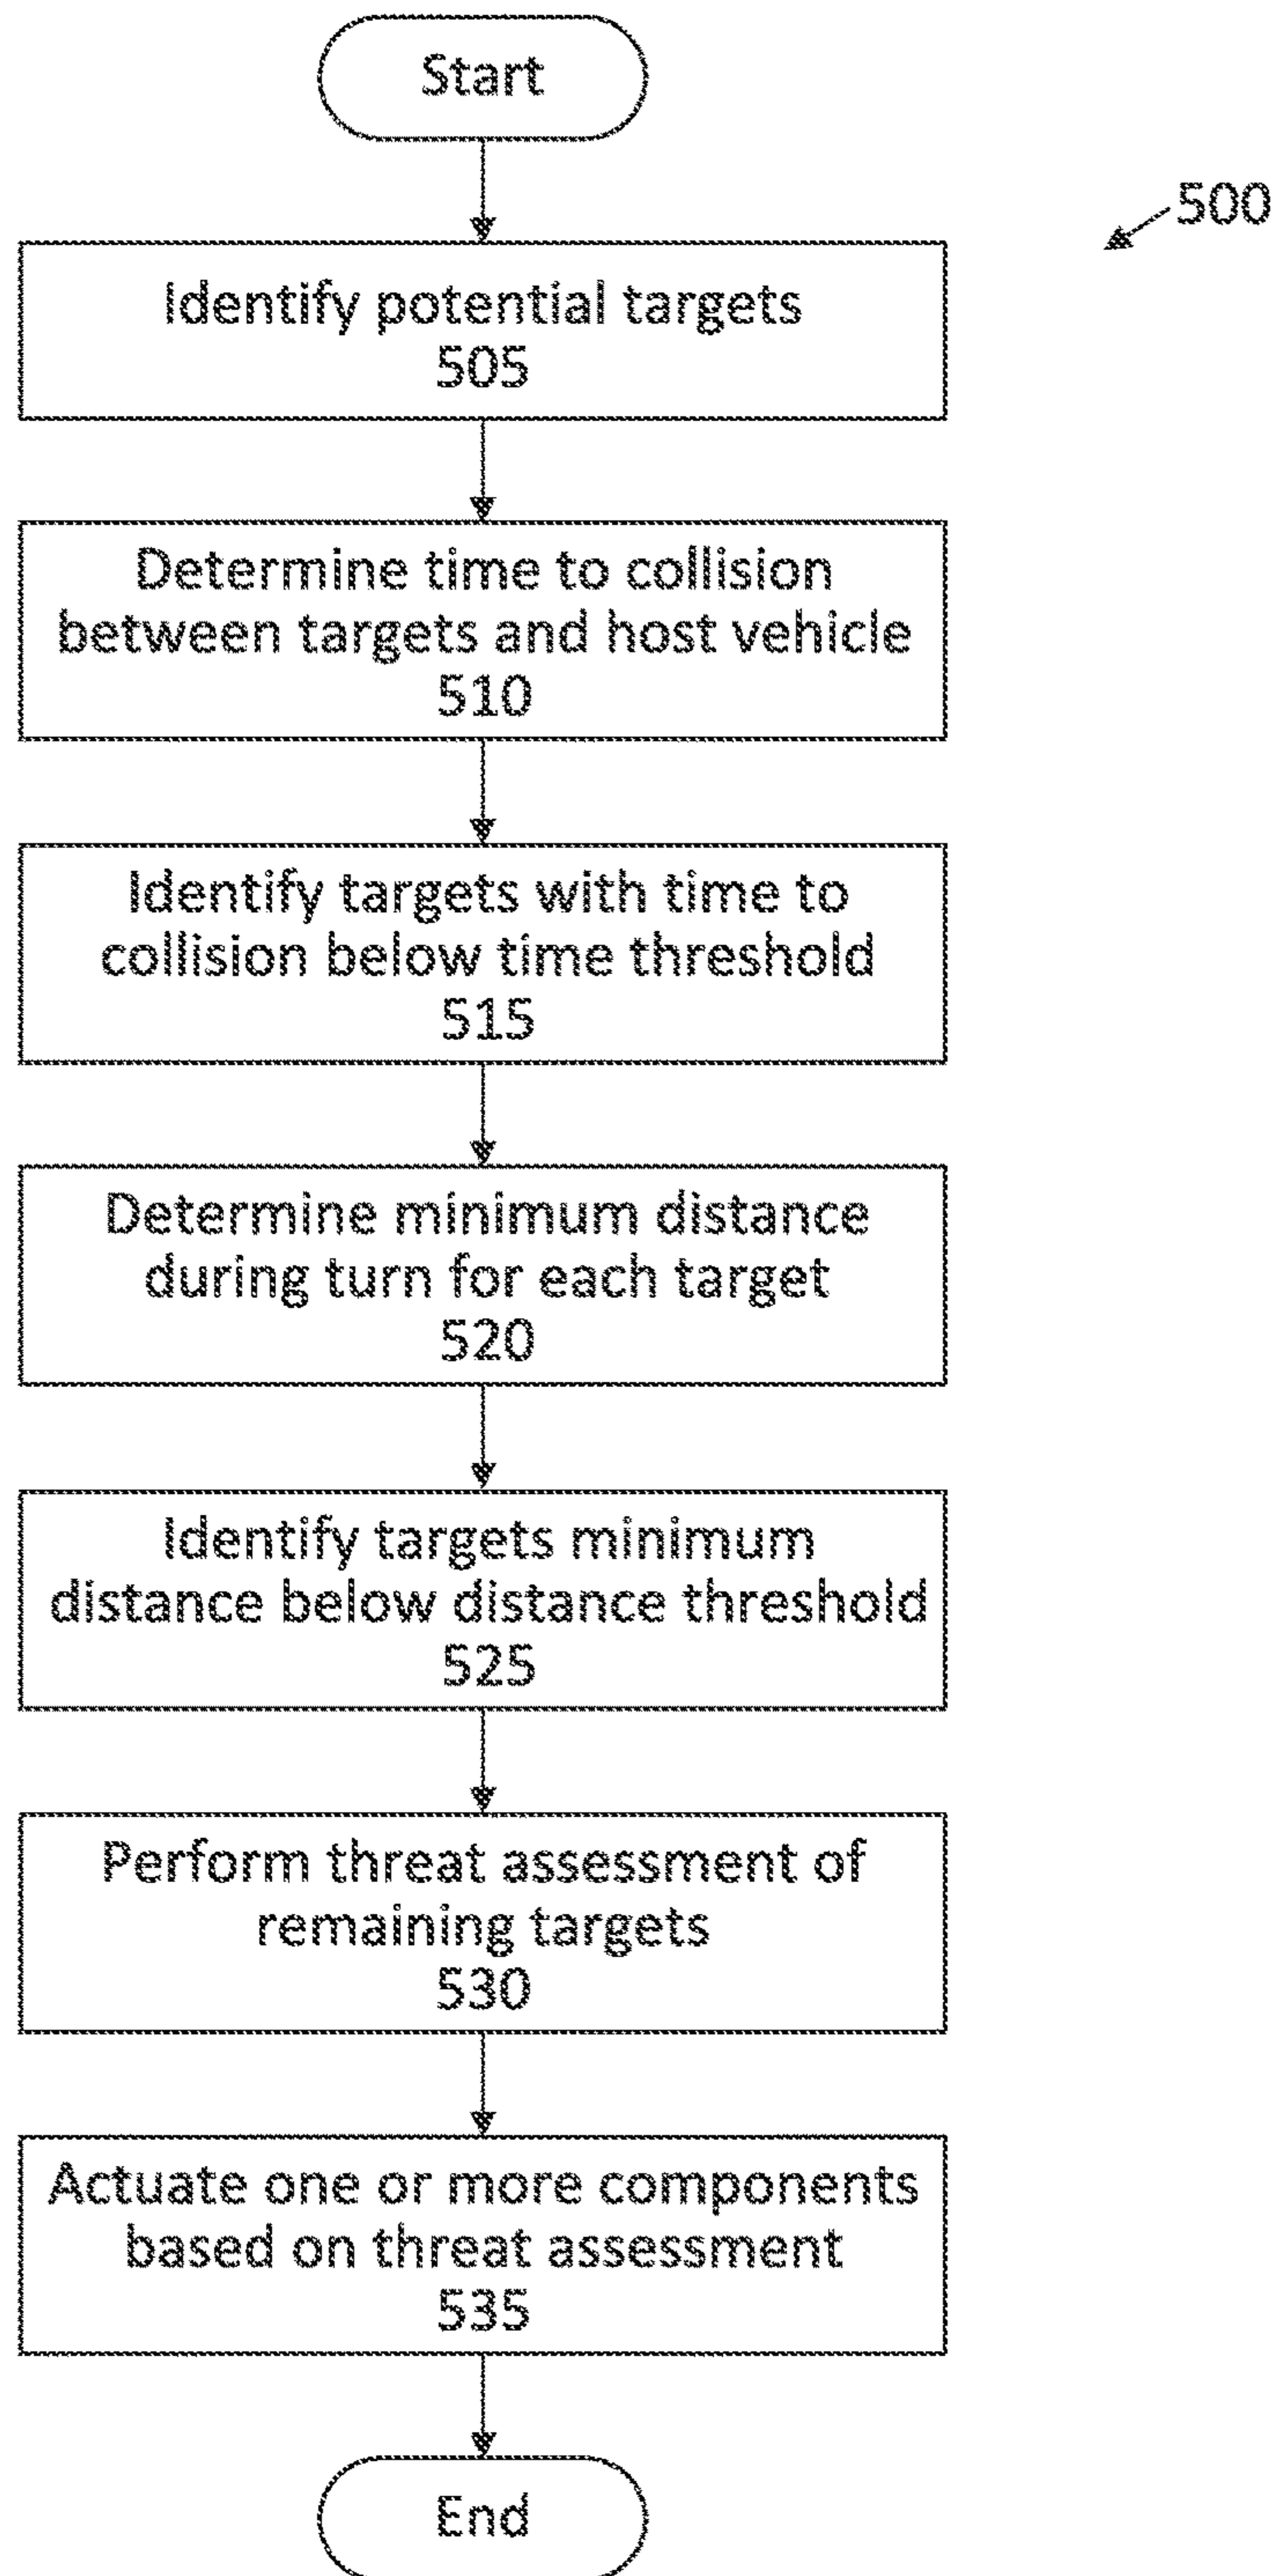 Start
500
Identify potential targets
505
Determine time to collision
between targets and host vehicle
510
Identify targets with time to
collision below time threshold
515
Determine minimum distance
during turn for each target
520
Identify targets minimum
distance below distance threshold
525
Perform threat assessment of
remaining targets
530
Actuate one or more components
based on threat assessment
535
End